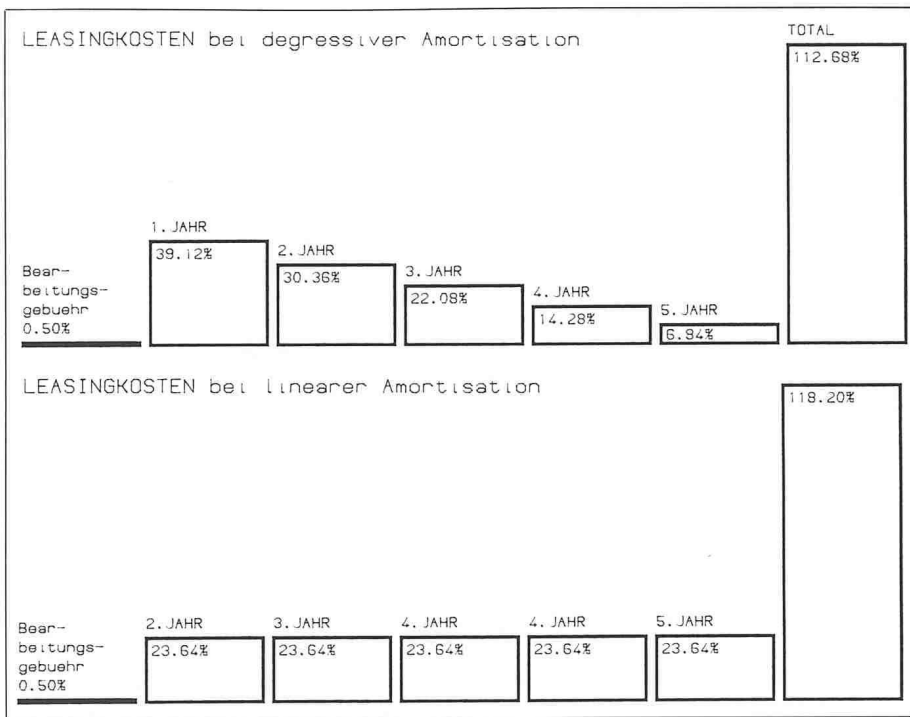 LEASINGKOSTEN bei degressiver Amortisation
TOTAL
112.68%
1. JAHR
39.12%
2. JAHR
30.36%
3. JAHR
22.08%
4. JAHR
14.28%
5. JAHR
6.94%
Bear-
beitungs-
gebuehr
0.50%
LEASINGKOSTEN bei linearer Amortisation
118.20%
Bear-
beitungs-
gebuehr
0.50%
2. JAHR
23.64%
3. JAHR
23.64%
4. JAHR
23.64%
4. JAHR
23.64%
5. JAHR
23.64%